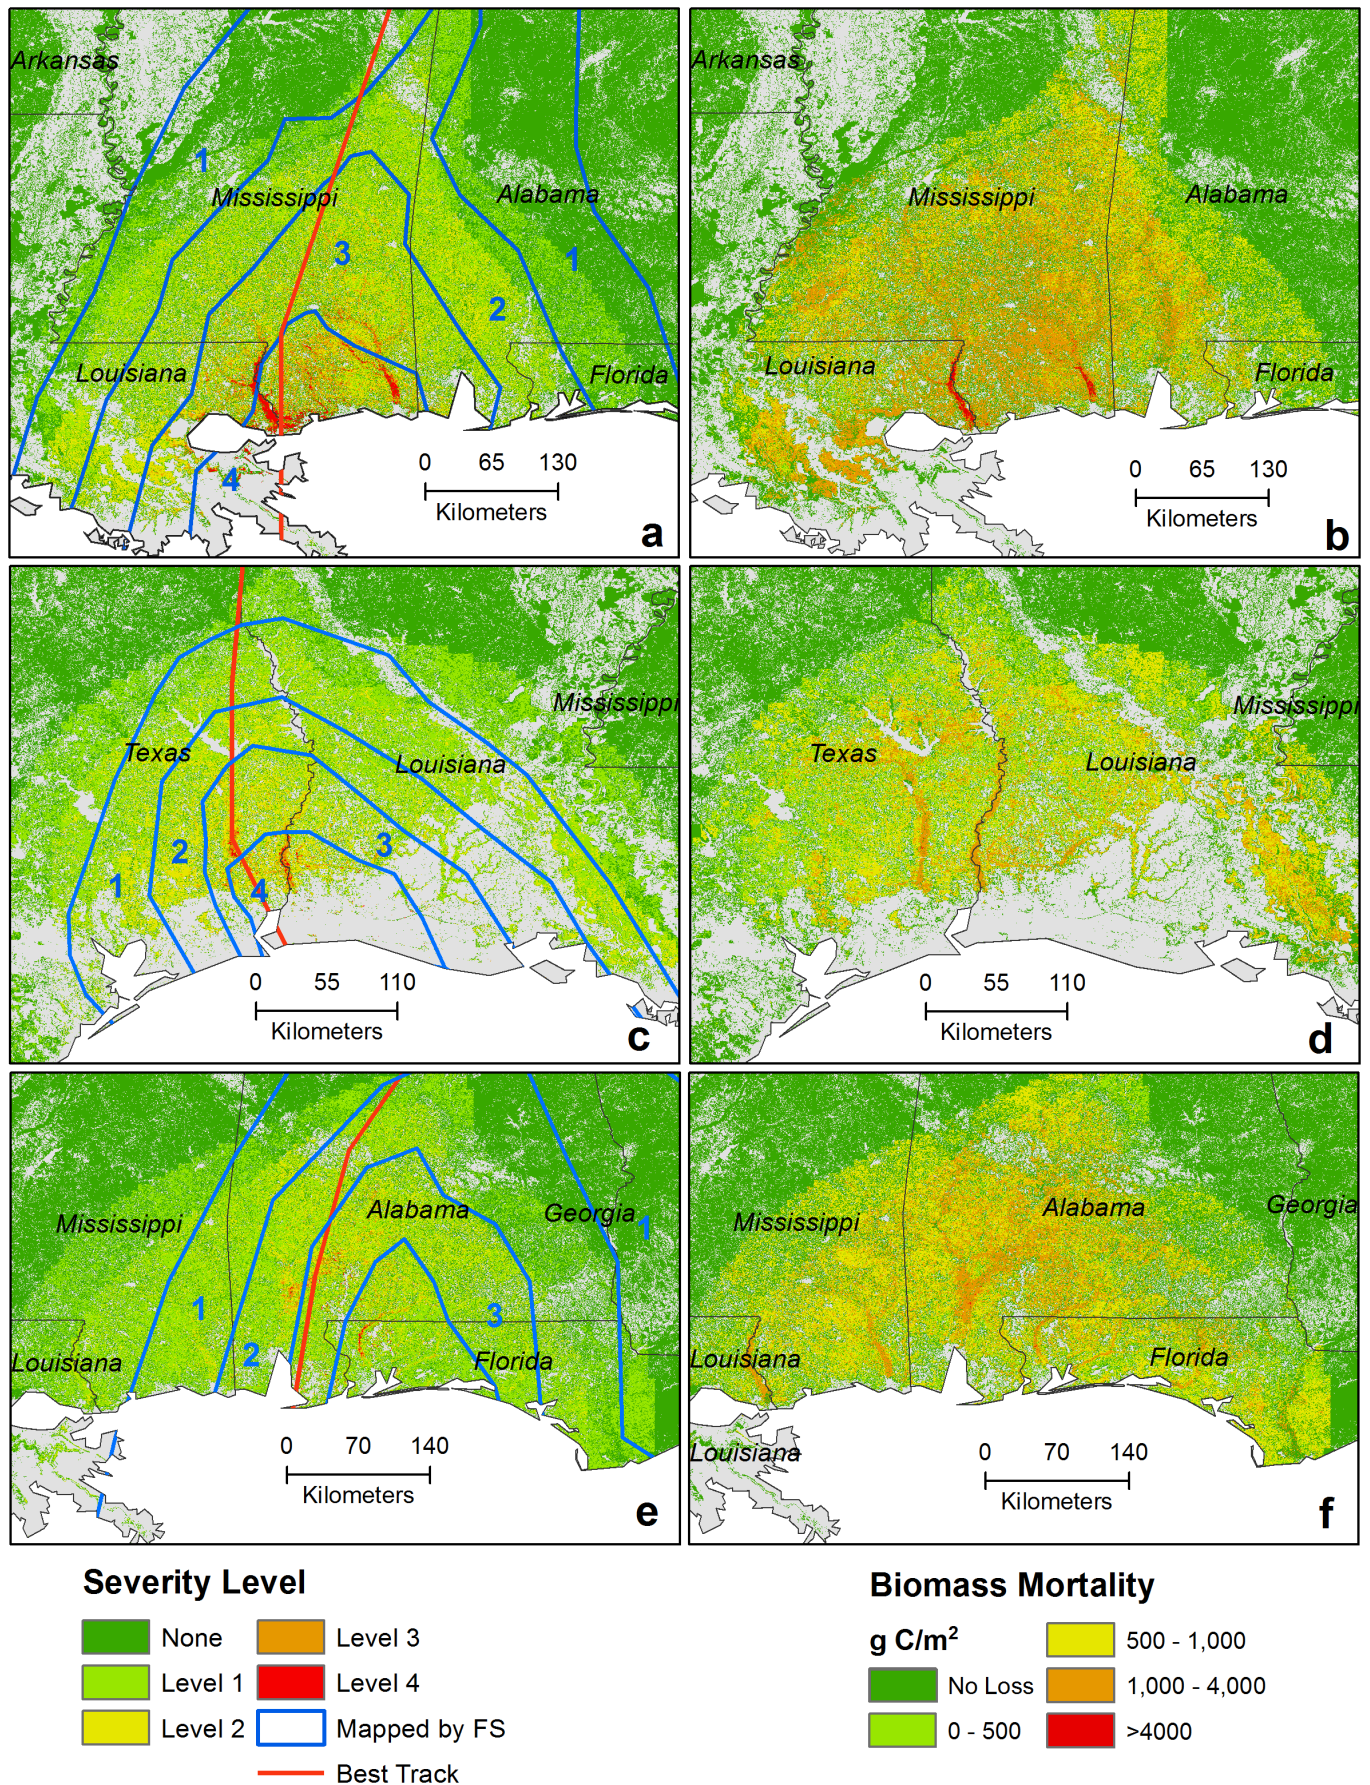 Arkansas
1
Mississippi
Alabama
3
1
2
Louisiana
Florida
4
0 65 130
Kilometers
a
Arkansas
Mississippi
Alabama
Louisiana
Florida
0 65 130
Kilometers
b
Mississippi
Texas
Louisiana
2
3
1
4
0 55 110
Kilometers
c
Mississippi
Texas
Louisiana
0 55 110
Kilometers
d
Mississippi
Alabama
Georgia
1
1
3
2
Louisiana
Florida
0 70 140
Kilometers
e
Mississippi
Alabama
Georgia
Louisiana
Florida
Louisiana
0 70 140
Kilometers
f
Severity Level
None
Level 1
Level 2
Level 3
Level 4
Mapped by FS
Best Track
Biomass Mortality
g C/m²
No Loss
0 - 500
500 - 1,000
1,000 - 4,000
>4000